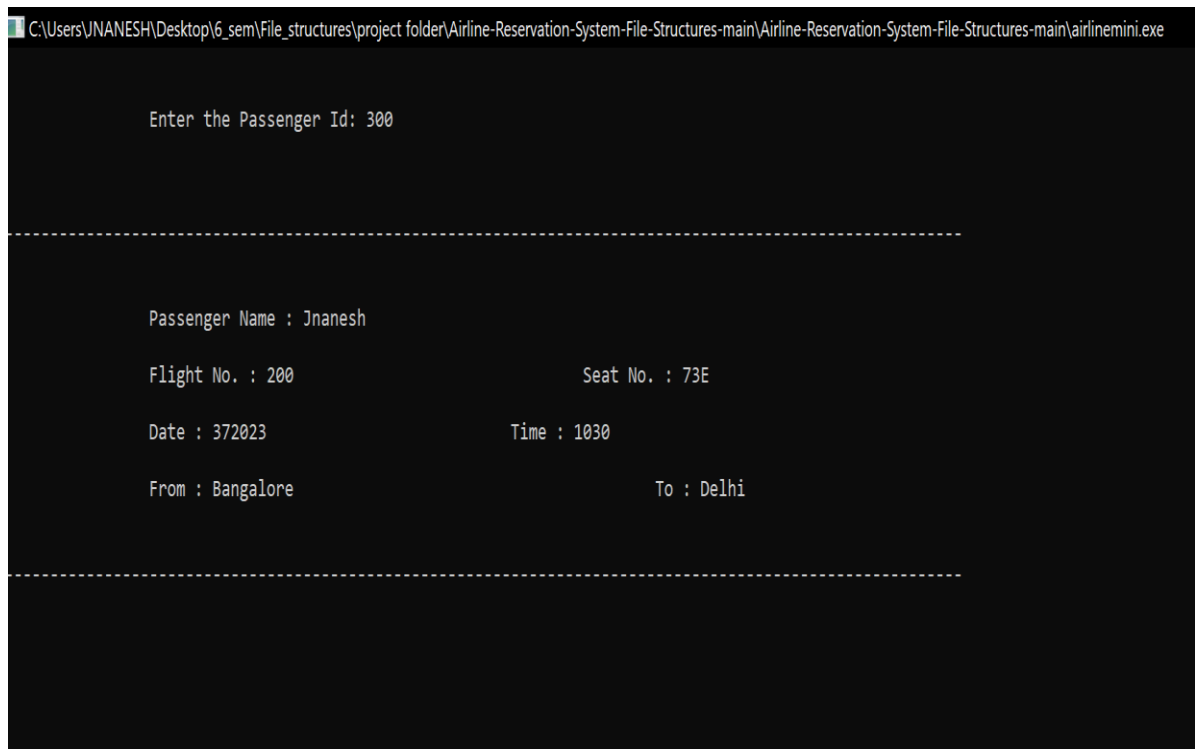 C:\Users\JNANESH\Desktop\6_sem\File_structures\project folder\Airline-Reservation-System-File-Structures-main\Airline-Reservation-System-File-Structures-main\airlinemini.exe
Enter the Passenger Id: 300
Passenger Name : Jnanesh
Flight No. : 200 Seat No. : 73E
Date : 372023 Time : 1030
From : Bangalore To : Delhi